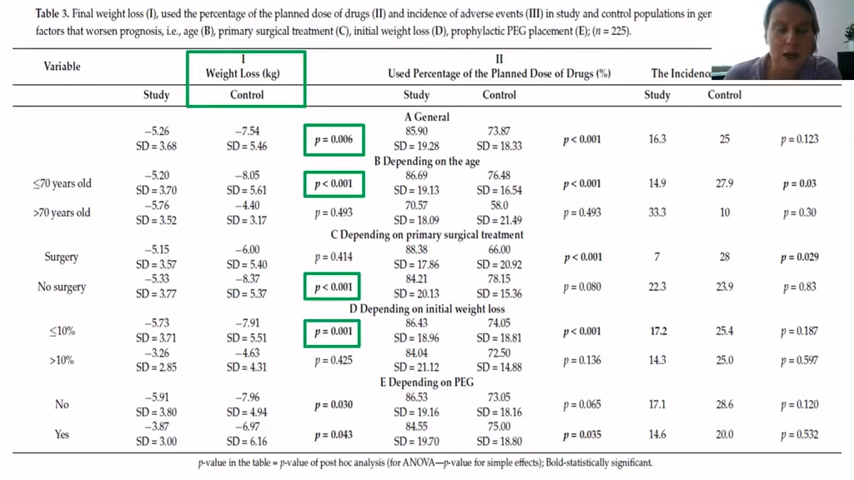 Table 3. Final weight loss (I), used the percentage of the planned dose of drugs (II) and incidence of adverse events (III) in study and control populations in
factors that worsen prognosis, i.e., age (B), primary surgical treatment (C), initial weight loss (D), prophylactic PEG placement (E); (n = 225).
Variable I II
Weight Loss (kg) Used Percentage of the Planned Dose of Drugs (%) The
Study Control Study Control Study Control
A General
−5.26 −7.54 p = 0.006 85.90 73.87 p < 0.001 16.3 25 p = 0.123
SD = 3.68 SD = 5.46 SD = 19.28 SD = 18.33
B Depending on the age
≤70 years old −5.20 −8.05 p < 0.001 86.69 76.48 p < 0.001 14.9 27.9 p = 0.03
SD = 3.70 SD = 5.61 SD = 19.13 SD = 16.54
>70 years old −5.76 −4.40 p = 0.493 70.57 58.0 p = 0.493 33.3 10 p = 0.30
SD = 3.52 SD = 3.17 SD = 18.09 SD = 21.49
C Depending on primary surgical treatment
Surgery −5.15 −6.00 p = 0.414 88.38 66.00 p < 0.001 7 28 p = 0.029
SD = 3.57 SD = 5.40 SD = 17.86 SD = 20.92
No surgery −5.33 −8.37 p < 0.001 84.21 78.15 p = 0.080 22.3 23.9 p = 0.83
SD = 3.77 SD = 5.37 SD = 20.13 SD = 15.36
D Depending on initial weight loss
≤10% −5.73 −7.91 p = 0.001 86.43 74.05 p < 0.001 17.2 25.4 p = 0.187
SD = 3.71 SD = 5.51 SD = 18.96 SD = 18.81
>10% −3.26 −4.63 p = 0.425 84.04 72.50 p = 0.136 14.3 25.0 p = 0.597
SD = 2.85 SD = 4.31 SD = 21.12 SD = 14.88
E Depending on PEG
No −5.91 −7.96 p = 0.030 86.53 73.05 p = 0.065 17.1 28.6 p = 0.120
SD = 3.80 SD = 4.94 SD = 19.16 SD = 18.16
Yes −3.87 −6.97 p = 0.043 84.55 75.00 p = 0.035 14.6 20.0 p = 0.532
SD = 3.00 SD = 6.16 SD = 19.70 SD = 18.80
p-value in the table = p-value of post hoc analysis (for ANOVA—p-value for simple effects); Bold-statistically significant.